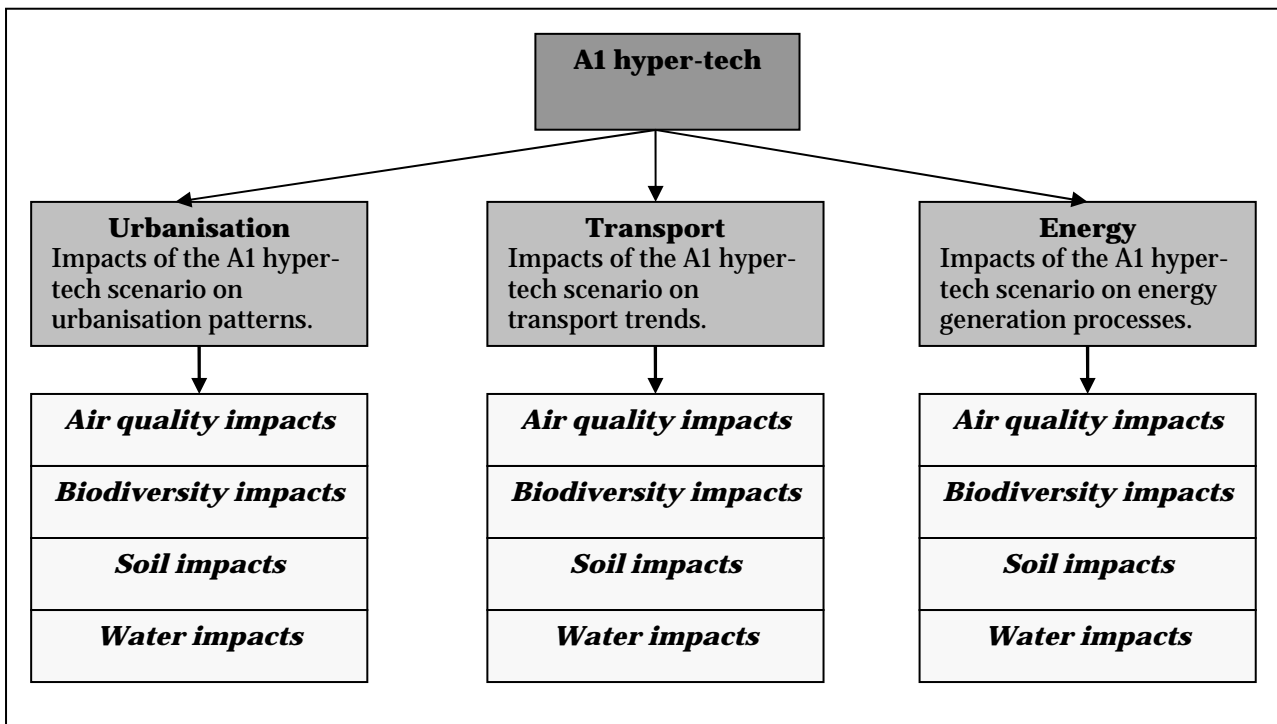 A1 hyper-tech
Urbanisation
Impacts of the A1 hyper-
tech scenario on
urbanisation patterns.
Air quality impacts
Biodiversity impacts
Soil impacts
Water impacts
Transport
Impacts of the A1 hyper-
tech scenario on
transport trends.
Air quality impacts
Biodiversity impacts
Soil impacts
Water impacts
Energy
Impacts of the A1 hyper-
tech scenario on energy
generation processes.
Air quality impacts
Biodiversity impacts
Soil impacts
Water impacts